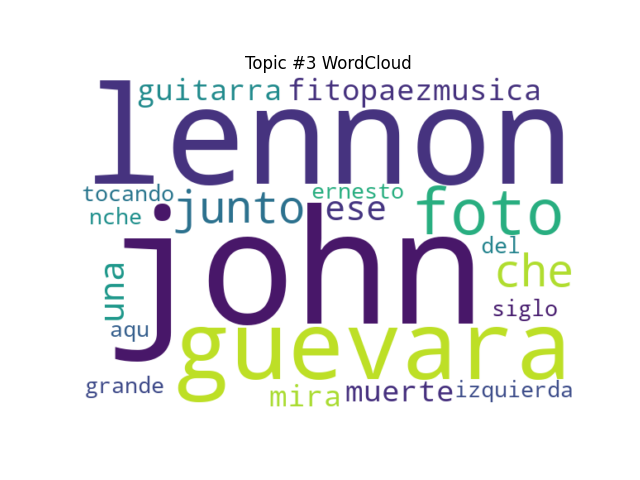 Topic #3 WordCloud
guitarra fitopaezmusica
lennon
tocando junto ernesto foto
nche ese
john del
una che
aqu siglo
guevara
grande mira muerte izquierda